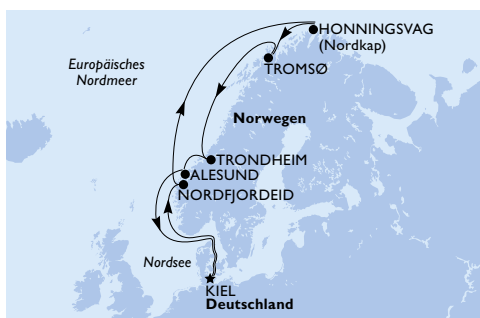 HONNINGSVAG
(Nordkap)
Europäisches
Nordmeer
TROMSØ
Norwegen
TRONDHEIM
ALESUND
NORDFJORDEID
Nordsee
KIEL
Deutschland